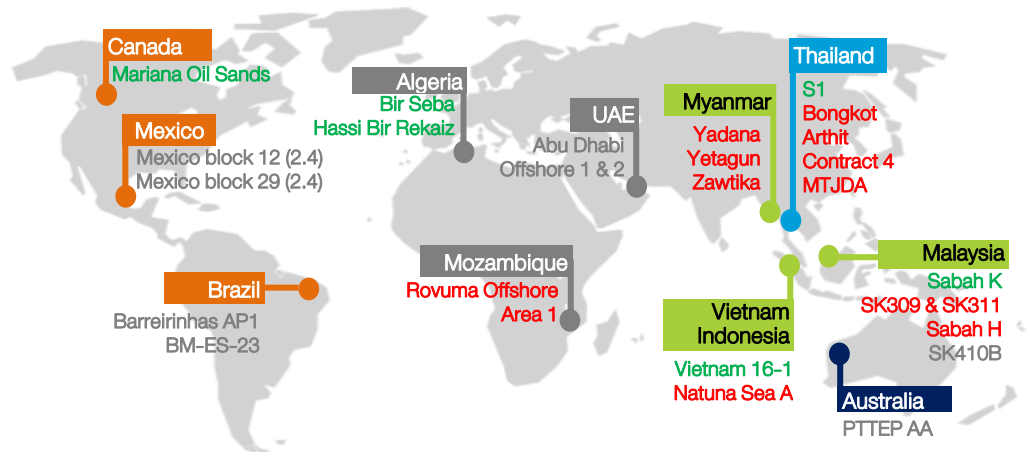 Canada
Mariana Oil Sands
Mexico
Mexico block 12 (2.4)
Mexico block 29 (2.4)
Brazil
Barreirinhas AP1
BM-ES-23
Algeria
Bir Seba
Hassi Bir Rekaiz
UAE
Abu Dhabi
Offshore 1 & 2
Mozambique
Rovuma Offshore
Area 1
Myanmar
Yadana
Yetagun
Zawtika
Thailand
S1
Bongkot
Arthit
Contract 4
MTJDA
Vietnam
Indonesia
Vietnam 16-1
Natuna Sea A
Malaysia
Sabah K
SK309 & SK311
Sabah H
SK410B
Australia
PTTEP AA